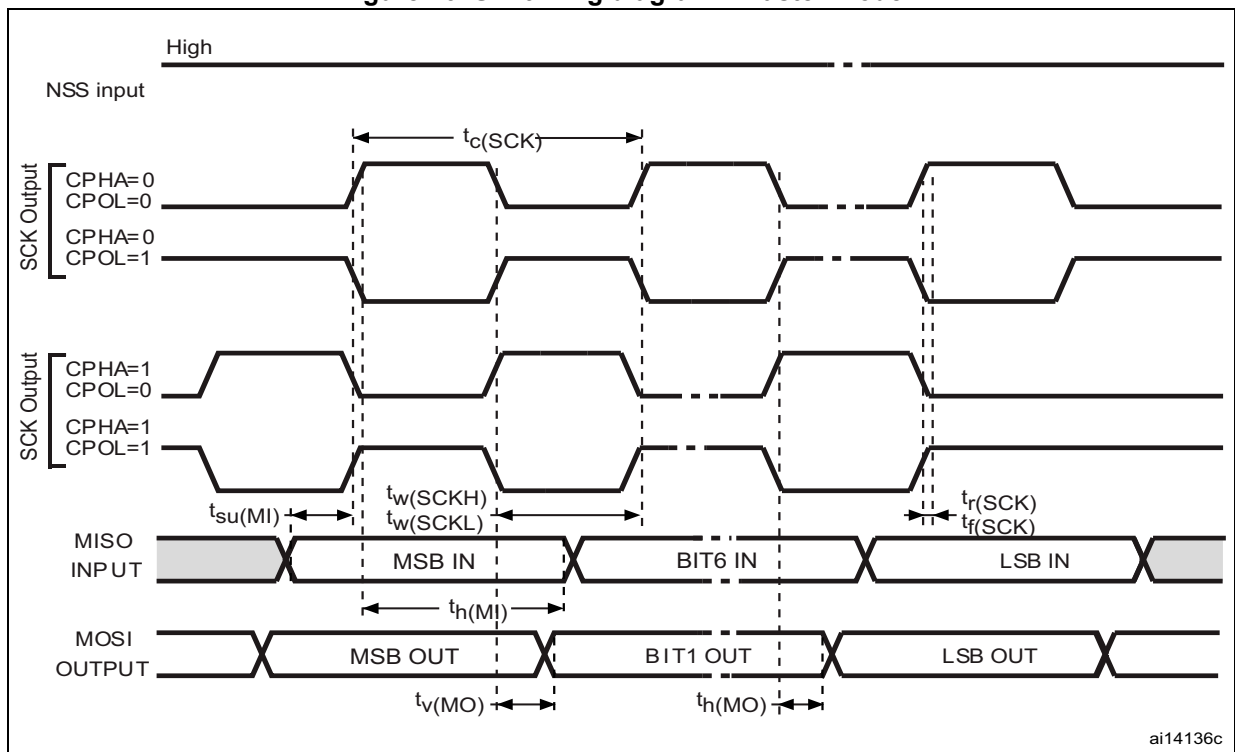 High
NSS input
tc(SCK)
SCK Output
CPHA=0
CPOL=0
CPHA=0
CPOL=1
SCK Output
CPHA=1
CPOL=0
CPHA=1
CPOL=1
tsu(MI)
tw(SCKH)
tw(SCKL)
tr(SCK)
tf(SCK)
MISO
INPUT
MSB IN
BIT6 IN
LSB IN
th(MI)
MOSI
OUTPUT
MSB OUT
BIT1 OUT
LSB OUT
tv(MO)
th(MO)
ai14136c